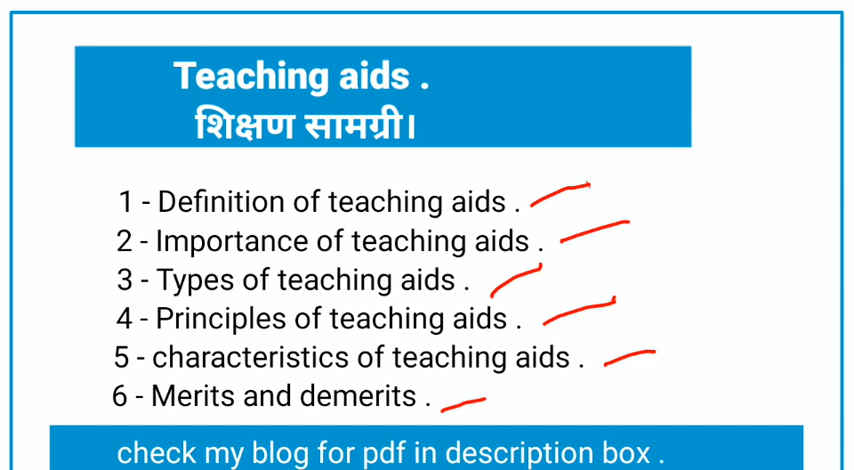 Teaching aids .
शिक्षण सामग्री।
1 - Definition of teaching aids .
2 - Importance of teaching aids .
3 - Types of teaching aids .
4 - Principles of teaching aids .
5 - characteristics of teaching aids .
6 - Merits and demerits .
check my blog for pdf in description box .